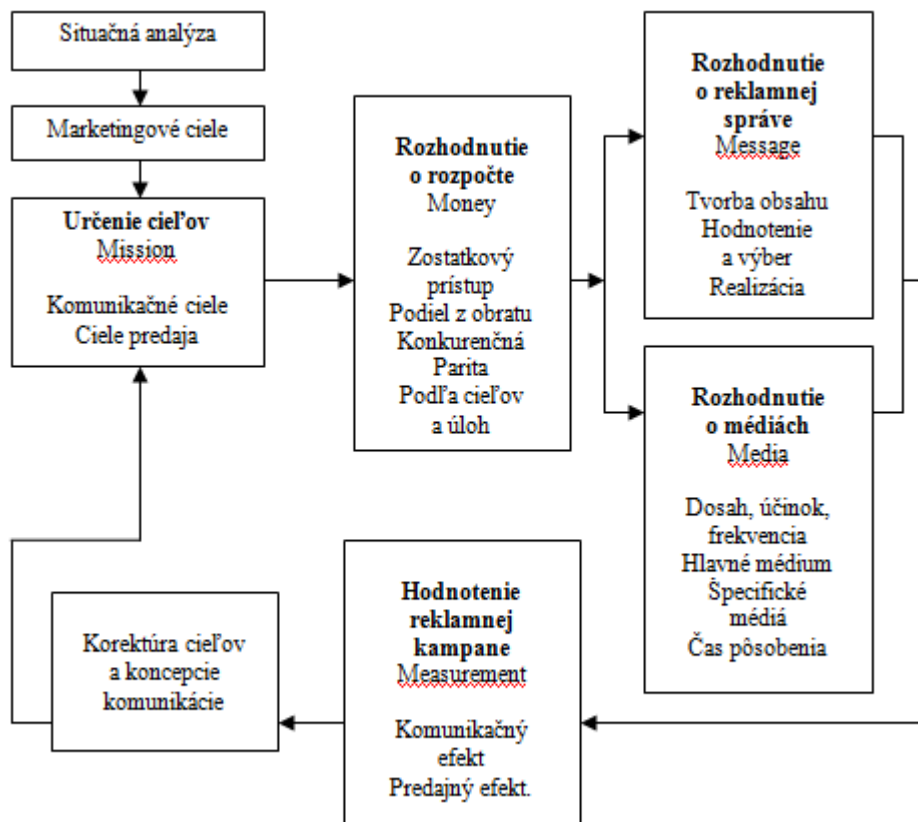 Situačná analýza
Marketingové ciele
Určenie cieľov
Mission
Komunikačné ciele
Ciele predaja
Rozhodnutie
o rozpočte
Money
Zostatkový
prístup
Podiel z obratu
Konkurenčná
Parita
Podľa cieľov
a úloh
Rozhodnutie
o reklamnej
správe
Message
Tvorba obsahu
Hodnotenie
a výber
Realizácia
Rozhodnutie
o médiách
Media
Dosah, účinok,
frekvencia
Hlavné médium
Špecifické
médiá
Čas pôsobenia
Hodnotenie
reklamnej
kampane
Measurement
Komunikačný
efekt
Predajný efekt.
Korektúra cieľov
a koncepcie
komunikácie